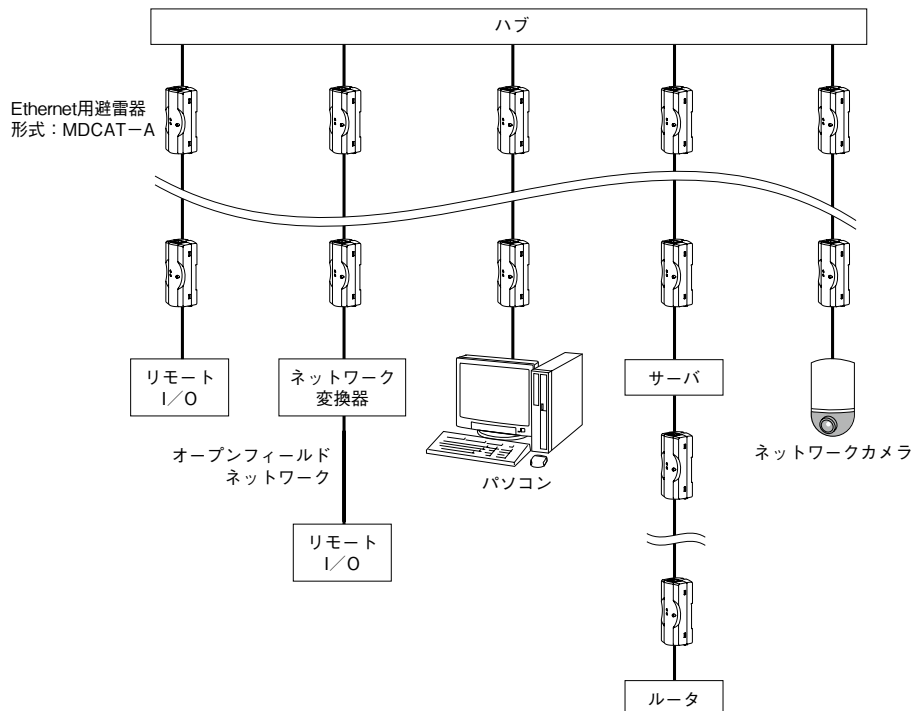 ハブ
Ethernet用避雷器
形式：MDCAT－A
リモート
I／O
ネットワーク
変換器
サーバ
ネットワークカメラ
オープンフィールド
ネットワーク
パソコン
リモート
I／O
ルータ